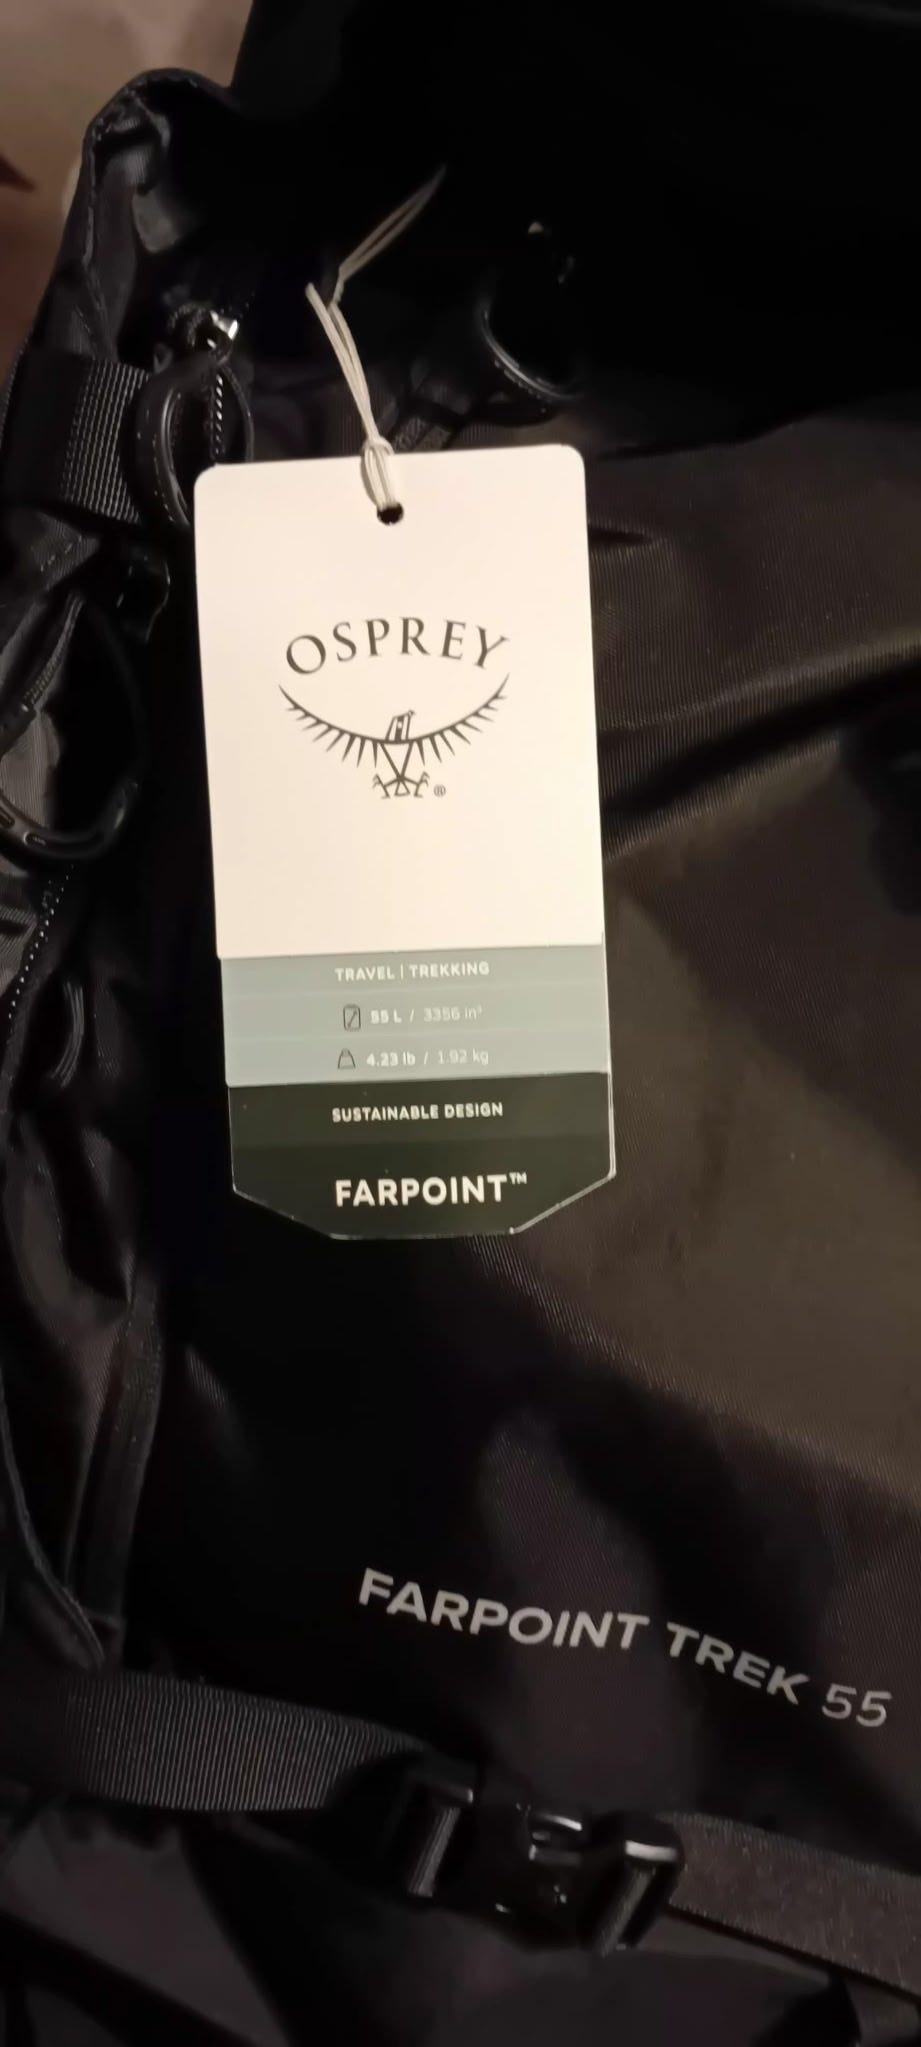 OSPREY
®
TRAVEL | TREKKING
55 L / 3356 in³
4.23 lb / 1.92 kg
SUSTAINABLE DESIGN
FARPOINT™
FARPOINT TREK 55